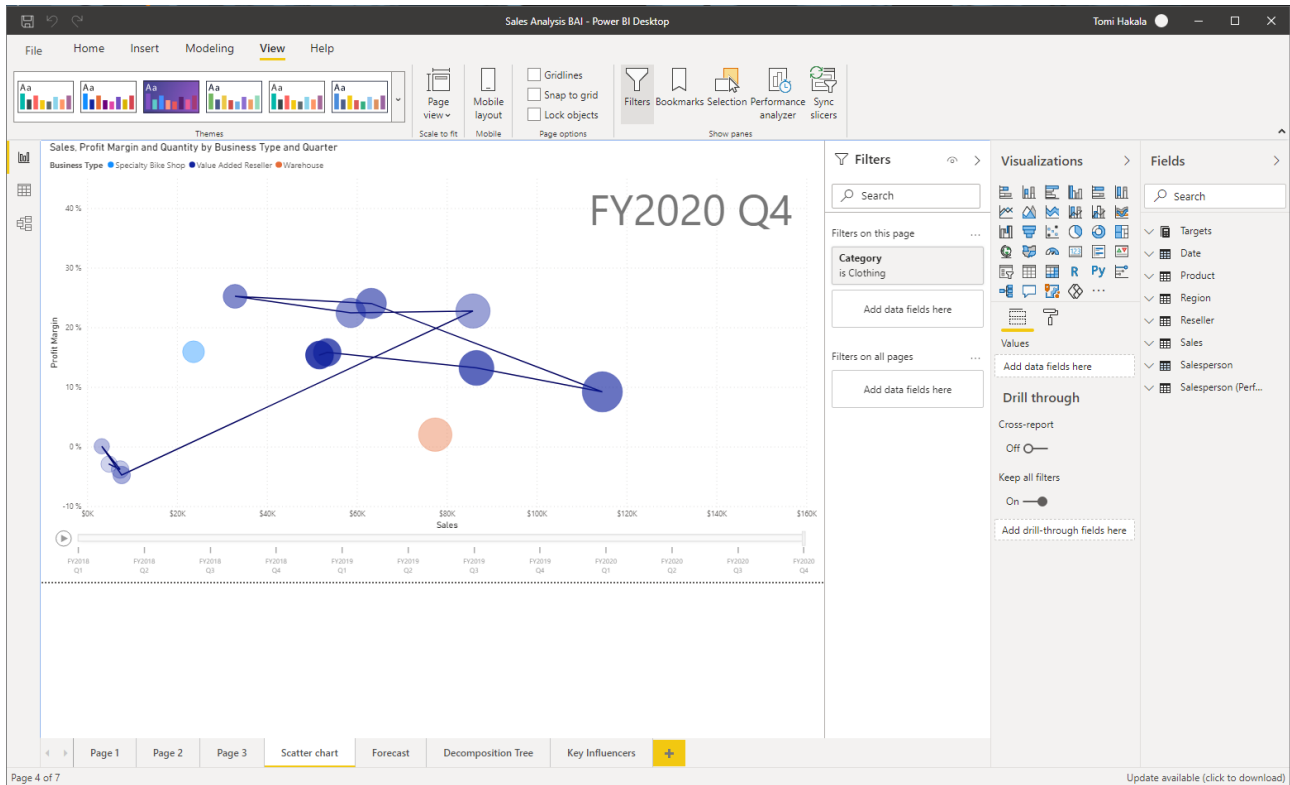 Sales Analysis BAI - Power BI Desktop
Tomi Hakala
File Home Insert Modeling View Help
Aa Aa Aa Aa Aa Aa
Themes
Page view
Scale to fit
Mobile layout
Mobile
Gridlines
Snap to grid
Lock objects
Page options
Filters Bookmarks Selection Performance analyzer Sync slicers
Show panes
Sales, Profit Margin and Quantity by Business Type and Quarter
Business Type Specialty Bike Shop Value Added Reseller Warehouse
FY2020 Q4
Profit Margin
40 %
30 %
20 %
10 %
0 %
-10 %
$0K $20K $40K $60K $80K $100K $120K $140K $160K
Sales
FY2018 Q1
FY2018 Q2
FY2018 Q3
FY2018 Q4
FY2019 Q1
FY2019 Q2
FY2019 Q3
FY2019 Q4
FY2020 Q1
FY2020 Q2
FY2020 Q3
FY2020 Q4
Filters
Search
Filters on this page ...
Category
is Clothing
Add data fields here
Filters on all pages ...
Add data fields here
Visualizations
R Py
...
Values
Add data fields here
Drill through
Cross-report
Off
Keep all filters
On
Add drill-through fields here
Fields
Search
Targets
Date
Product
Region
Reseller
Sales
Salesperson
Salesperson (Perf...
Page 1 Page 2 Page 3 Scatter chart Forecast Decomposition Tree Key Influencers +
Page 4 of 7
Update available (click to download)